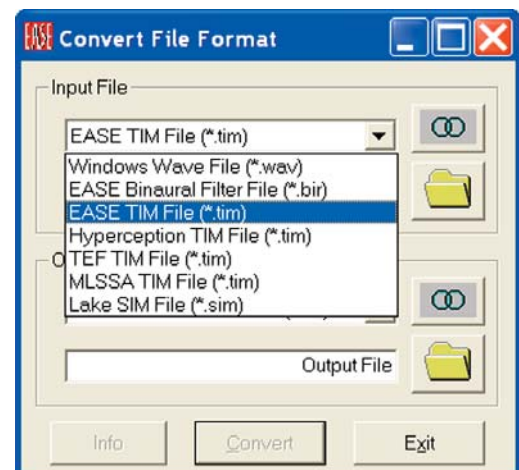 EASE Convert File Format
Input File
EASE TIM File (*.tim)
Windows Wave File (*.wav)
EASE Binaural Filter File (*.bir)
EASE TIM File (*.tim)
Hyperception TIM File (*.tim)
O
TEF TIM File (*.tim)
MLSSA TIM File (*.tim)
Lake SIM File (*.sim)
Output File
Info Convert Exit